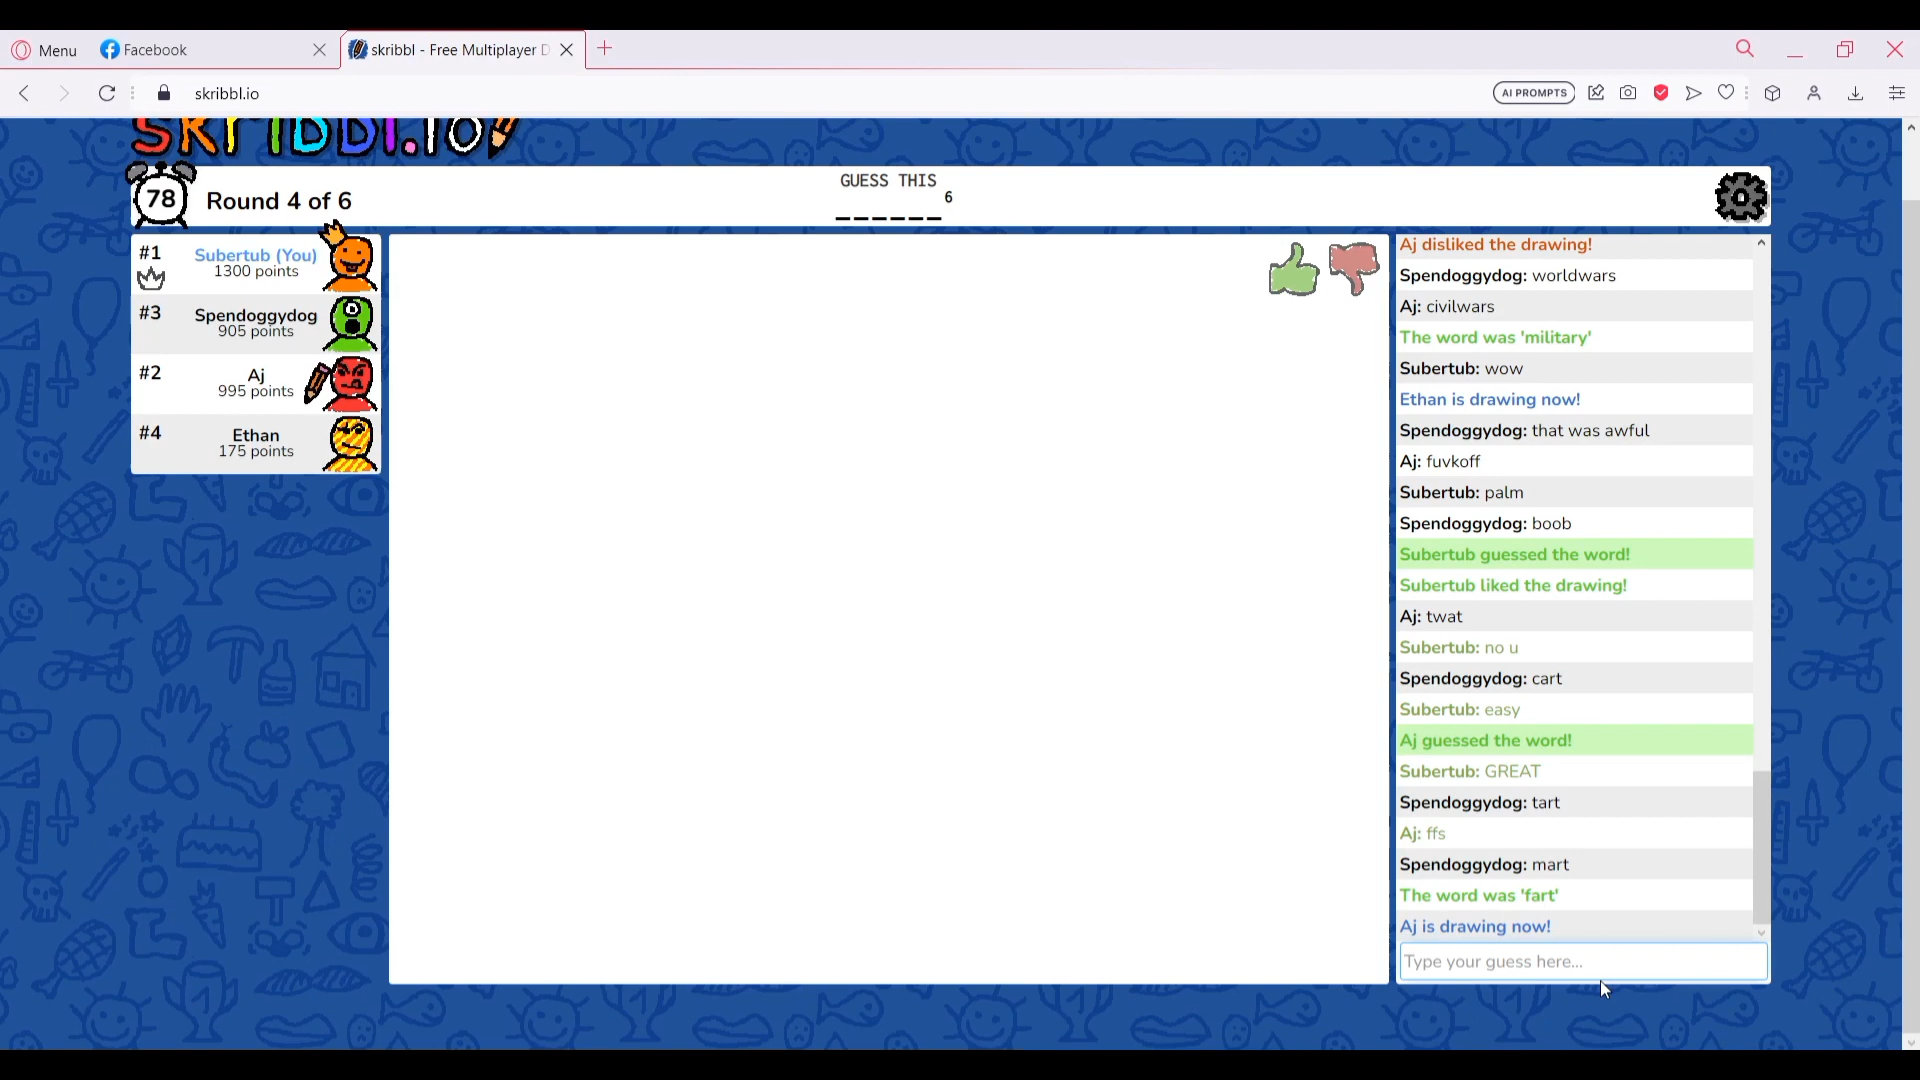 Menu
Facebook
skribbl - Free Multiplayer D
skribbl.io
AI PROMPTS
SKRIBBL.IO
78
Round 4 of 6
GUESS THIS
______ 6
#1
Subertub (You)
1300 points
#3
Spendoggydog
905 points
#2
Aj
995 points
#4
Ethan
175 points
Aj disliked the drawing!
Spendoggydog: worldwars
Aj: civilwars
The word was 'military'
Subertub: wow
Ethan is drawing now!
Spendoggydog: that was awful
Aj: fuvkoff
Subertub: palm
Spendoggydog: boob
Subertub guessed the word!
Subertub liked the drawing!
Aj: twat
Subertub: no u
Spendoggydog: cart
Subertub: easy
Aj guessed the word!
Subertub: GREAT
Spendoggydog: tart
Aj: ffs
Spendoggydog: mart
The word was 'fart'
Aj is drawing now!
Type your guess here...